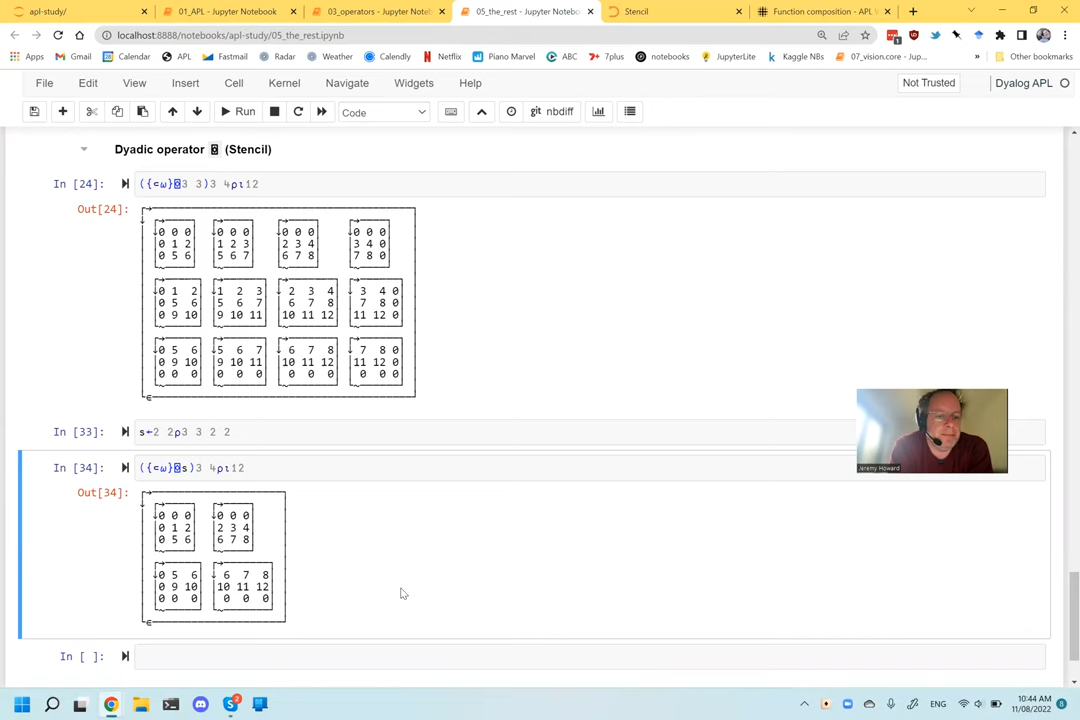 apl-study/ 01_APL - Jupyter Notebook 03_operators - Jupyter Notebo 05_the_rest - Jupyter Notebo Stencil Function composition - APL W
localhost:8888/notebooks/apl-study/05_the_rest.ipynb
Apps Gmail Calendar APL Fastmail Radar Weather Calendly Netflix Piano Marvel ABC 7plus notebooks JupyterLite Kaggle NBs 07_vision.core - Jup... » Other bookmarks
File Edit View Insert Cell Kernel Navigate Widgets Help Not Trusted Dyalog APL
Run Code git nbdiff
Dyadic operator ⌺ (Stencil)
In [24]: ({⊂⍵}⌺3 3)3 4⍴⍳12
Out[24]:
0 0 0 0 0 0 0 0 0 0 0 0
0 1 2 1 2 3 2 3 4 3 4 0
0 5 6 5 6 7 6 7 8 7 8 0
0 1 2 1 2 3 2 3 4 3 4 0
0 5 6 5 6 7 6 7 8 7 8 0
0 9 10 9 10 11 10 11 12 11 12 0
0 5 6 5 6 7 6 7 8 7 8 0
0 9 10 9 10 11 10 11 12 11 12 0
0 0 0 0 0 0 0 0 0 0 0 0
In [33]: s←2 2⍴3 3 2 2
In [34]: ({⊂⍵}⌺s)3 4⍴⍳12
Out[34]:
0 0 0 0 0 0
0 1 2 2 3 4
0 5 6 6 7 8
0 5 6 6 7 8
0 9 10 10 11 12
0 0 0 0 0 0
In [ ]:
Jeremy Howard
ENG 10:44 AM
11/08/2022